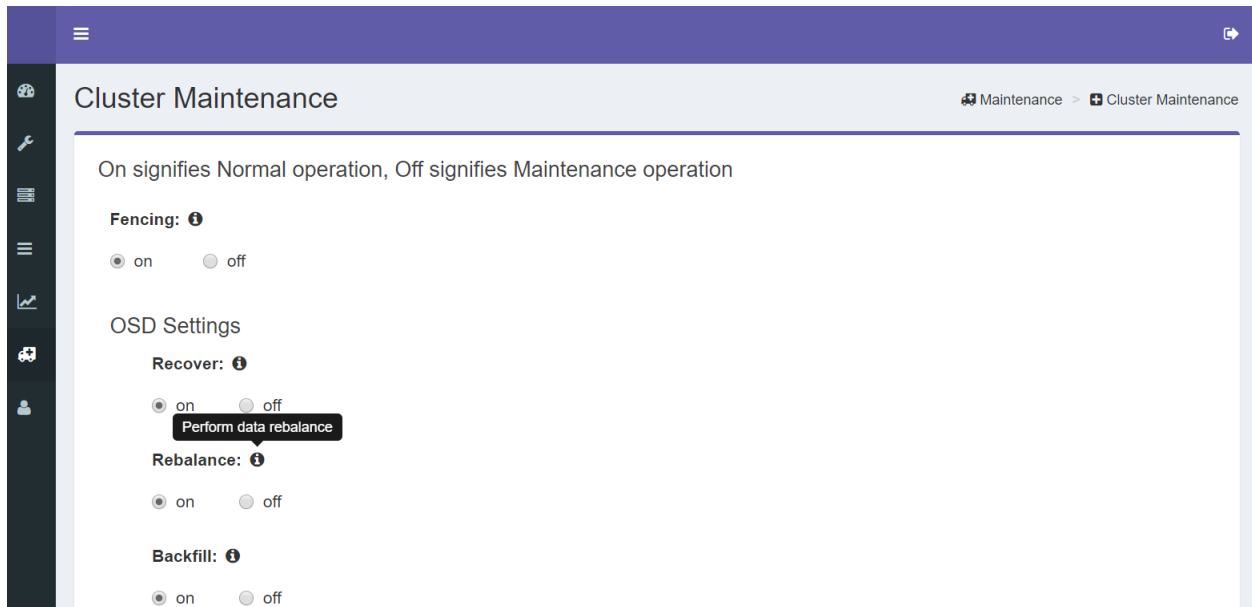 Cluster Maintenance
Maintenance > Cluster Maintenance
On signifies Normal operation, Off signifies Maintenance operation
Fencing:
on off
OSD Settings
Recover:
on off
Perform data rebalance
Rebalance:
on off
Backfill:
on off